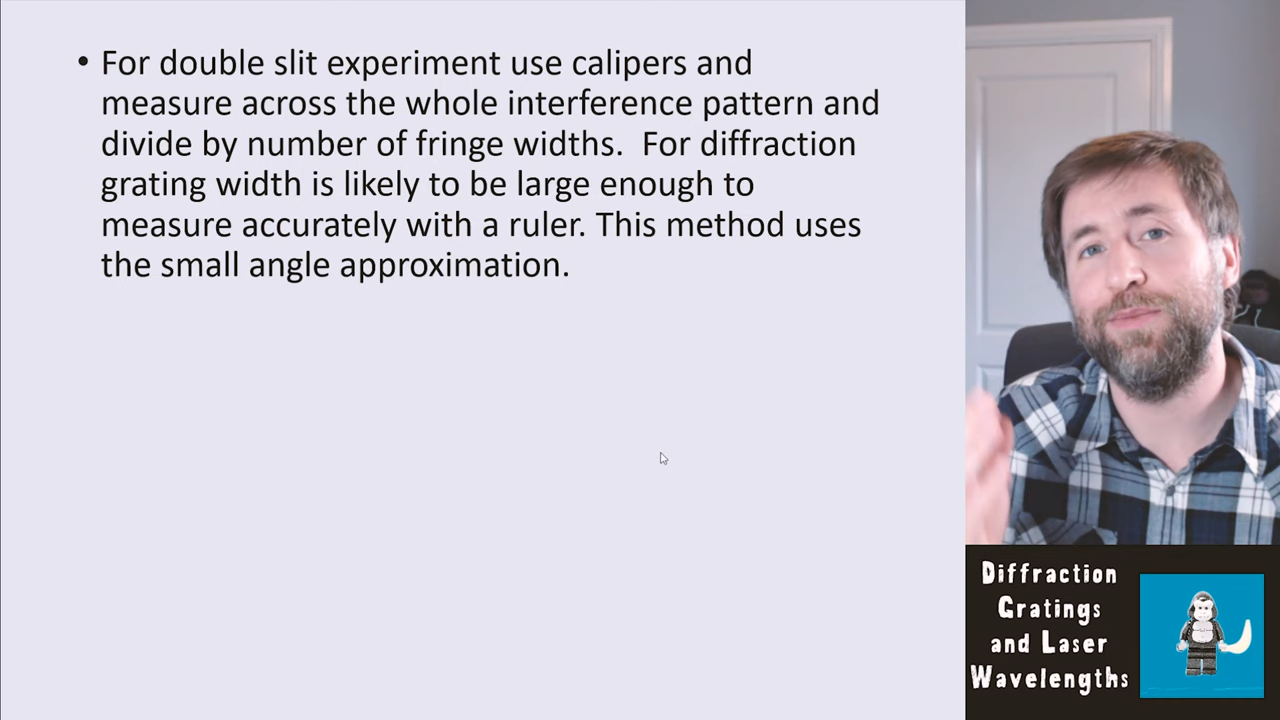 • For double slit experiment use calipers and
measure across the whole interference pattern and
divide by number of fringe widths.  For diffraction
grating width is likely to be large enough to
measure accurately with a ruler. This method uses
the small angle approximation.
Diffraction
Gratings
and Laser
Wavelengths